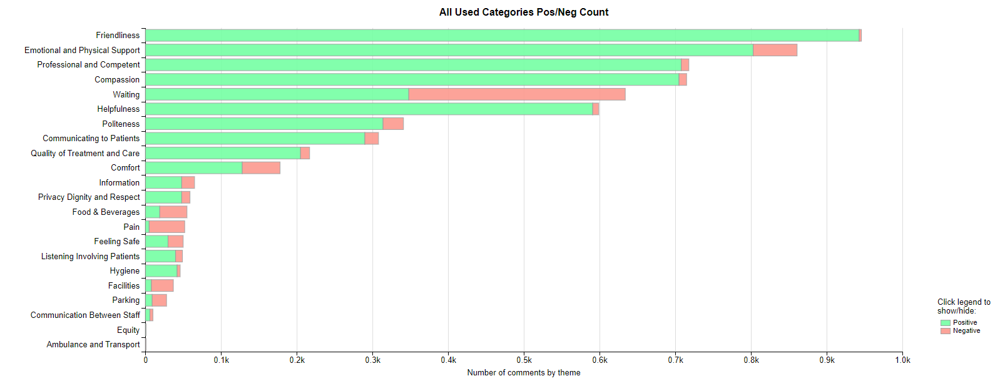 All Used Categories Pos/Neg Count
Friendliness
Emotional and Physical Support
Professional and Competent
Compassion
Waiting
Helpfulness
Politeness
Communicating to Patients
Quality of Treatment and Care
Comfort
Information
Privacy Dignity and Respect
Food & Beverages
Pain
Feeling Safe
Listening Involving Patients
Hygiene
Facilities
Parking
Communication Between Staff
Equity
Ambulance and Transport
0 0.1k 0.2k 0.3k 0.4k 0.5k 0.6k 0.7k 0.8k 0.9k 1.0k
Number of comments by theme
Click legend to
show/hide:
Positive
Negative